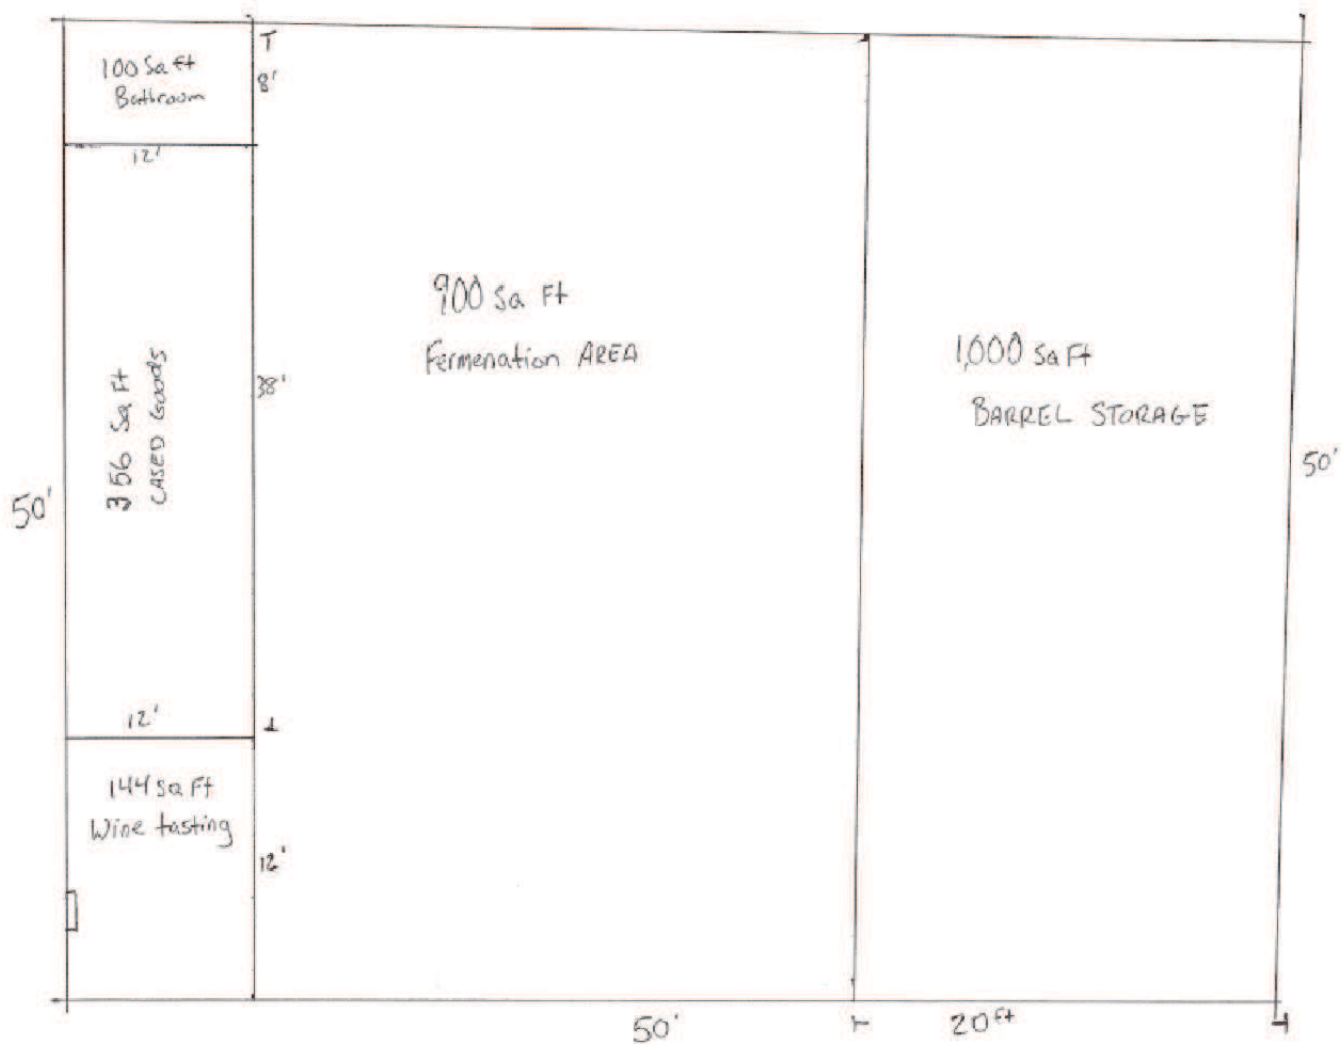 100 Sq ft
Bathroom
8'
12'
900 Sq Ft
Fermenation AREA
1,000 Sq Ft
BARREL STORAGE
356 Sq Ft
CASED Goods
38'
50'
50'
12'
144 Sq Ft
Wine tasting
12'
50'
20 Ft